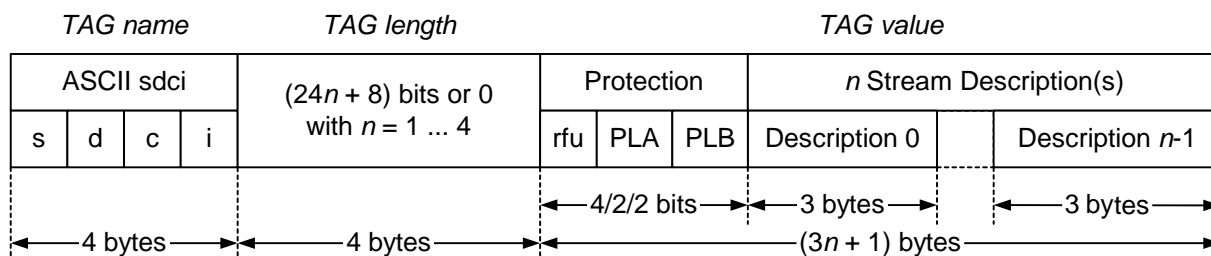 TAG name TAG length TAG value
ASCII sdci (24n + 8) bits or 0 Protection n Stream Description(s)
with n = 1 ... 4
s d c i rfu PLA PLB Description 0 Description n-1
4/2/2 bits 3 bytes 3 bytes
4 bytes 4 bytes (3n + 1) bytes